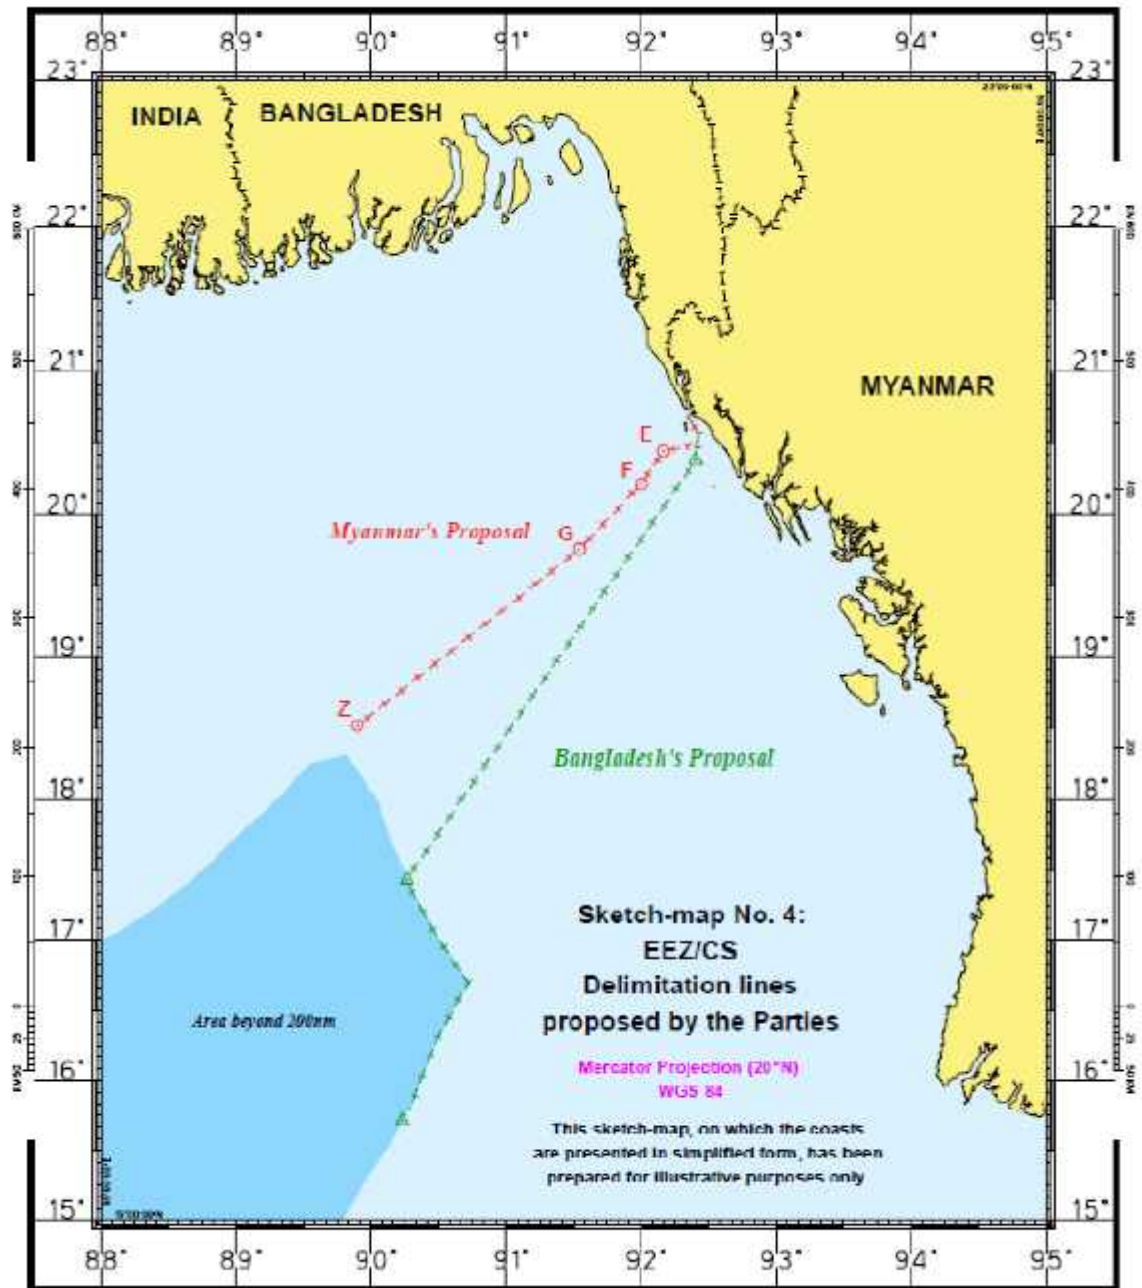 88° 89° 90° 91° 92° 93° 94° 95°
23° 23°
INDIA BANGLADESH
22° 22°
21° 21°
MYANMAR
E
F
20° 20°
Myanmar's Proposal
G
19° 19°
Z
Bangladesh's Proposal
18° 18°
17° 17°
Sketch-map No. 4:
EEZ/CS
Delimitation lines
proposed by the Parties
Area beyond 200nm
16° 16°
Mercator Projection (20°N)
WGS 84
This sketch-map, on which the coasts
are presented in simplified form, has been
prepared for illustrative purposes only
15° 15°
88° 89° 90° 91° 92° 93° 94° 95°